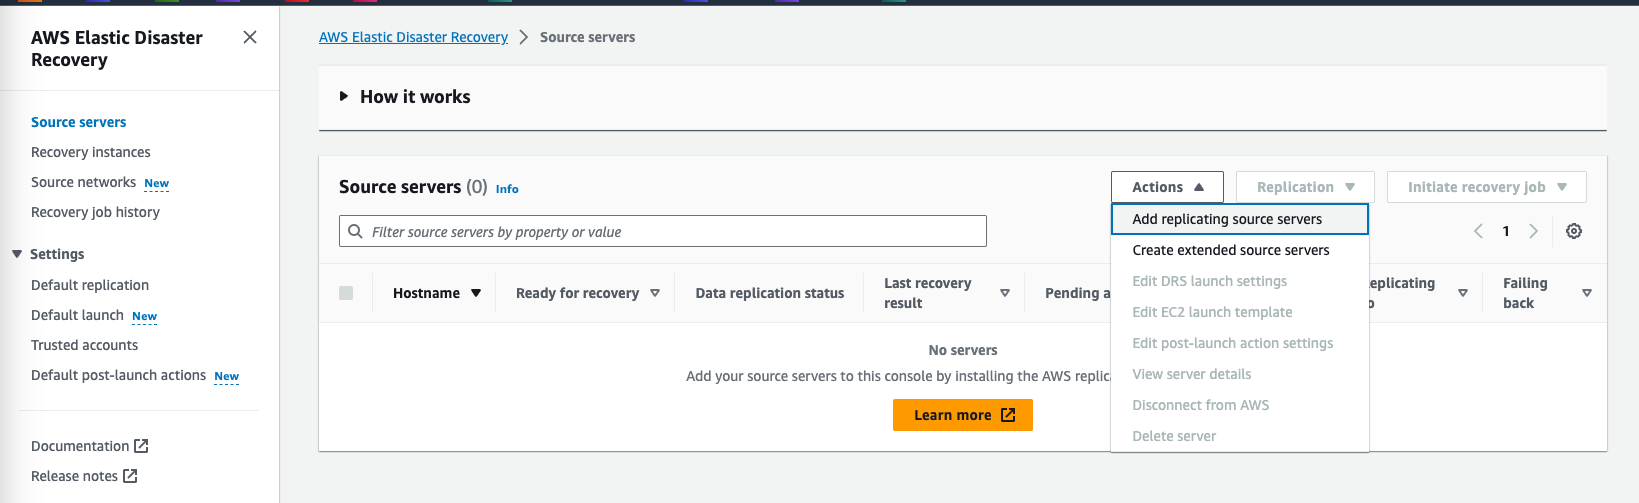 AWS Elastic Disaster
Recovery
Source servers
Recovery instances
Source networks New
Recovery job history
Settings
Default replication
Default launch New
Trusted accounts
Default post-launch actions New
Documentation
Release notes
AWS Elastic Disaster Recovery > Source servers
How it works
Source servers (0) Info
Actions
Replication
Initiate recovery job
Filter source servers by property or value
1
Add replicating source servers
Create extended source servers
Edit DRS launch settings
Edit EC2 launch template
Edit post-launch action settings
View server details
Disconnect from AWS
Delete server
Hostname
Ready for recovery
Data replication status
Last recovery
result
Pending a
eplicating
o
Failing
back
No servers
Add your source servers to this console by installing the AWS replic
Learn more